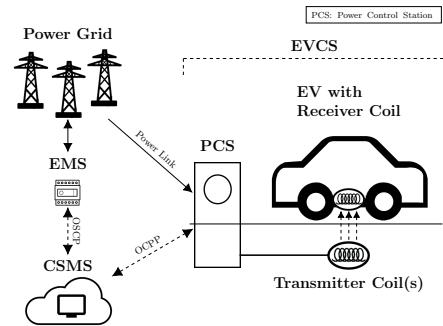 PCS: Power Control Station
Power Grid
EVCS
EV with
Receiver Coil
PCS
Power Link
EMS
OSCP
OCPP
CSMS
Transmitter Coil(s)